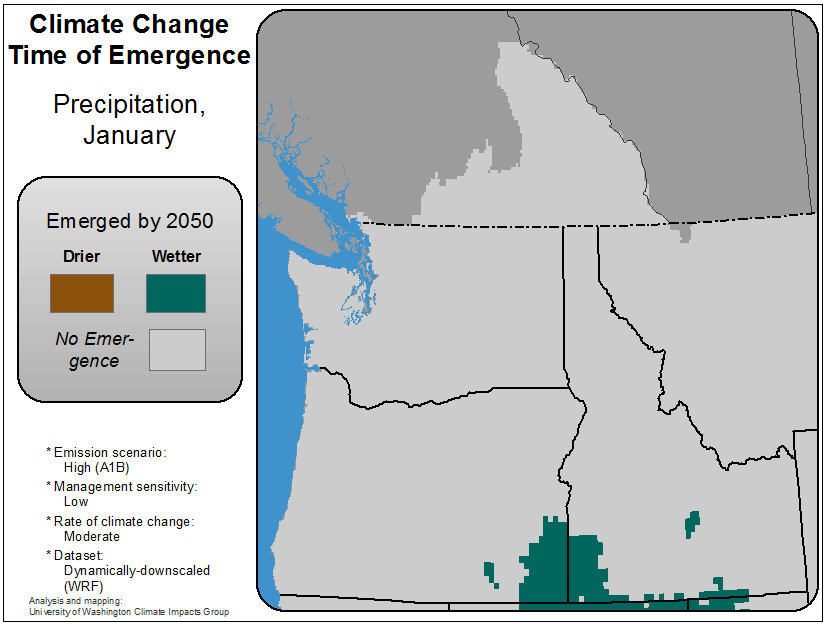 Climate Change
Time of Emergence
Precipitation,
January
Emerged by 2050
Drier Wetter
No Emer-
gence
* Emission scenario:
High (A1B)
* Management sensitivity:
Low
* Rate of climate change:
Moderate
* Dataset:
Dynamically-downscaled
(WRF)
Analysis and mapping:
University of Washington Climate Impacts Group